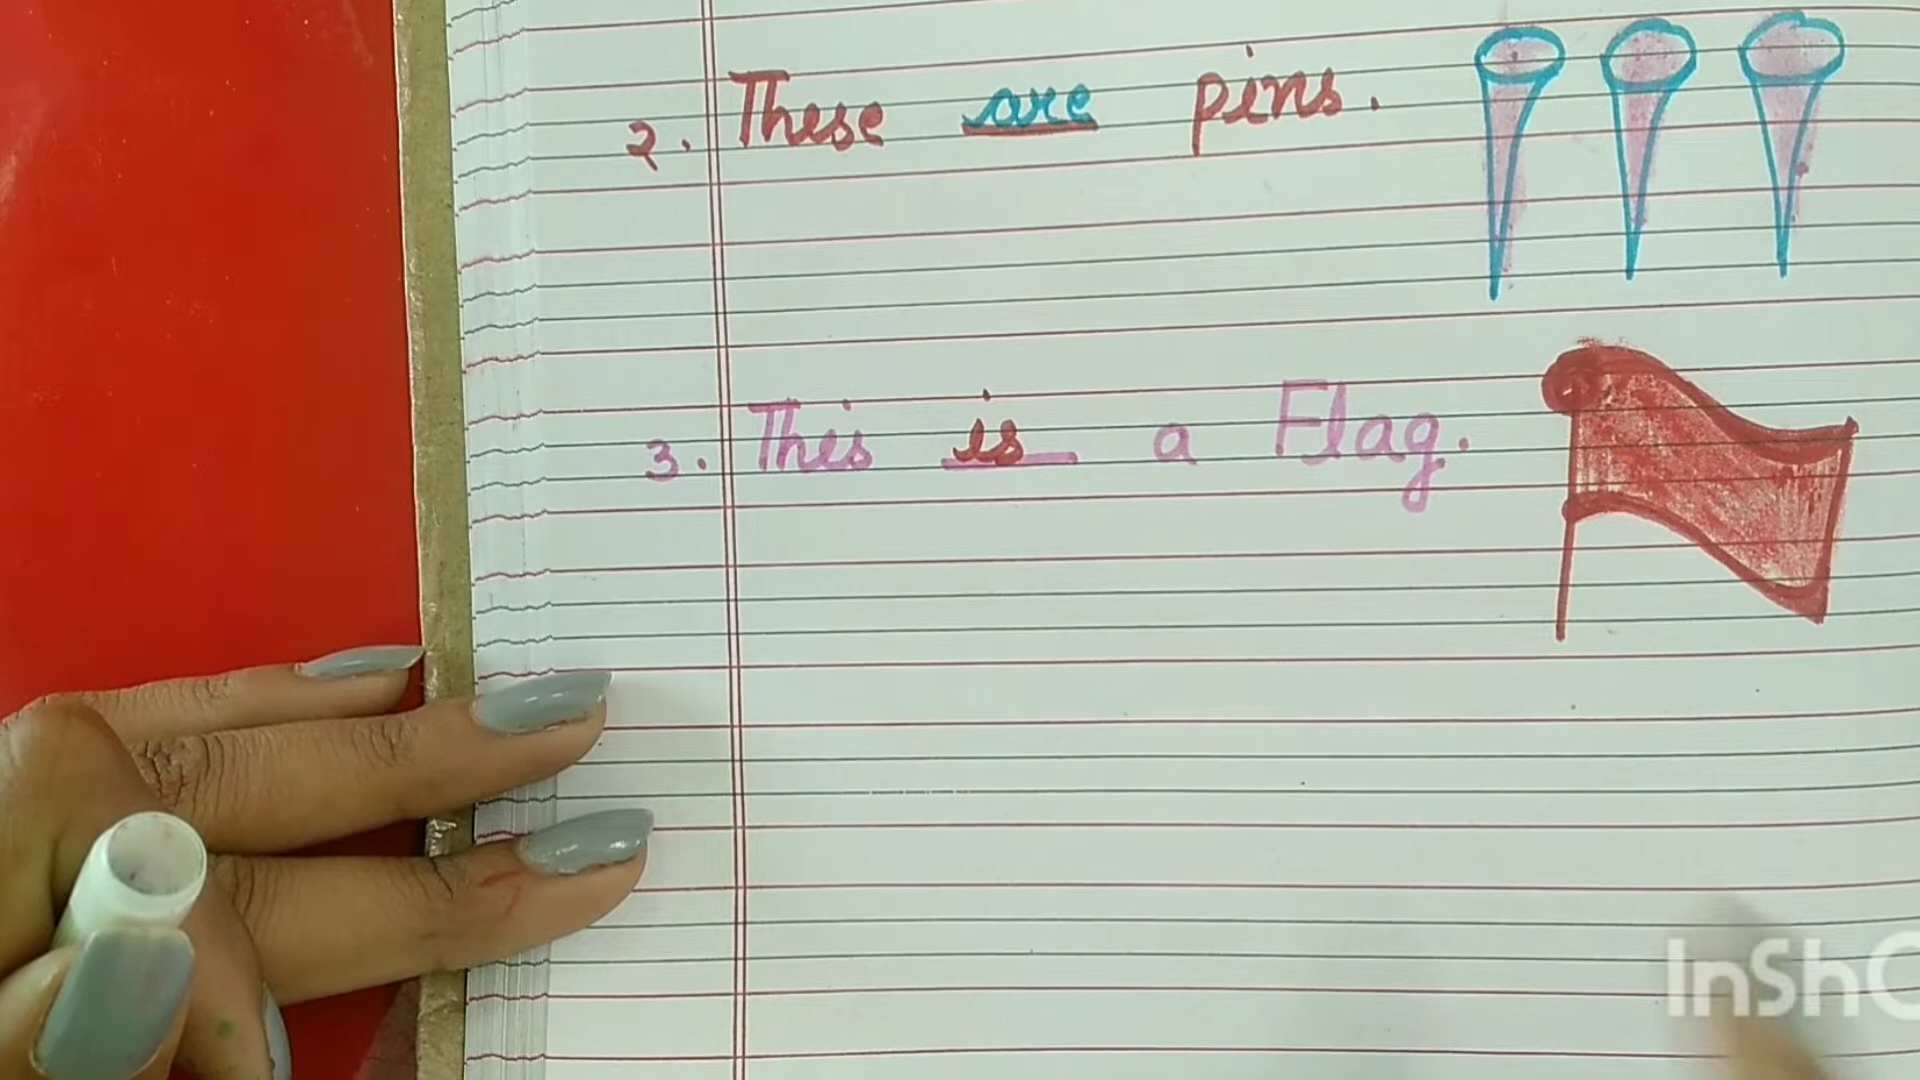 2. These are pins.
3. This is a Flag.
InSh